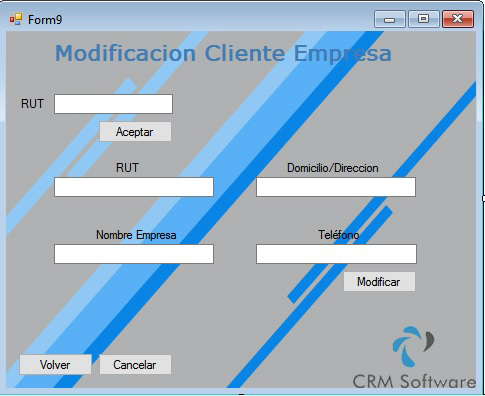 Form9
Modificacion Cliente Empresa
RUT
Aceptar
RUT
Domicilio/Direccion
Nombre Empresa
Teléfono
Modificar
Volver
Cancelar
CRM Software